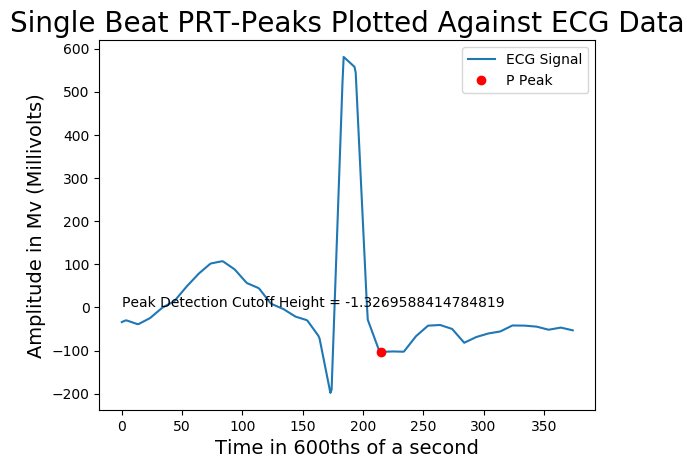 Single Beat PRT-Peaks Plotted Against ECG Data
600
500
400
300
200
100
0
−100
−200
Amplitude in Mv (Millivolts)
ECG Signal
P Peak
Peak Detection Cutoff Height = -1.3269588414784819
0 50 100 150 200 250 300 350
Time in 600ths of a second